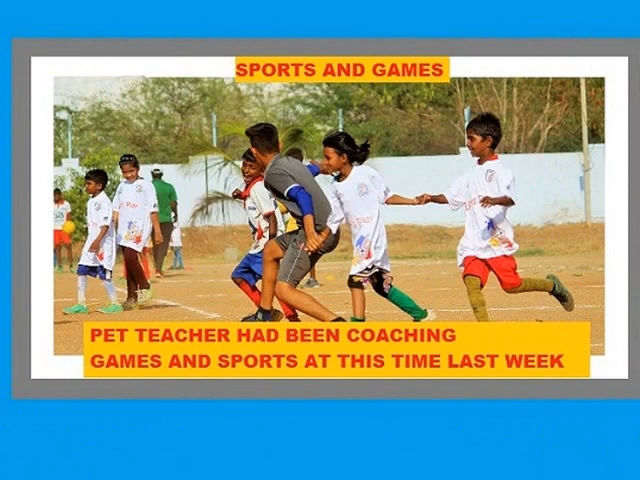 SPORTS AND GAMES
PET TEACHER HAD BEEN COACHING
GAMES AND SPORTS AT THIS TIME LAST WEEK